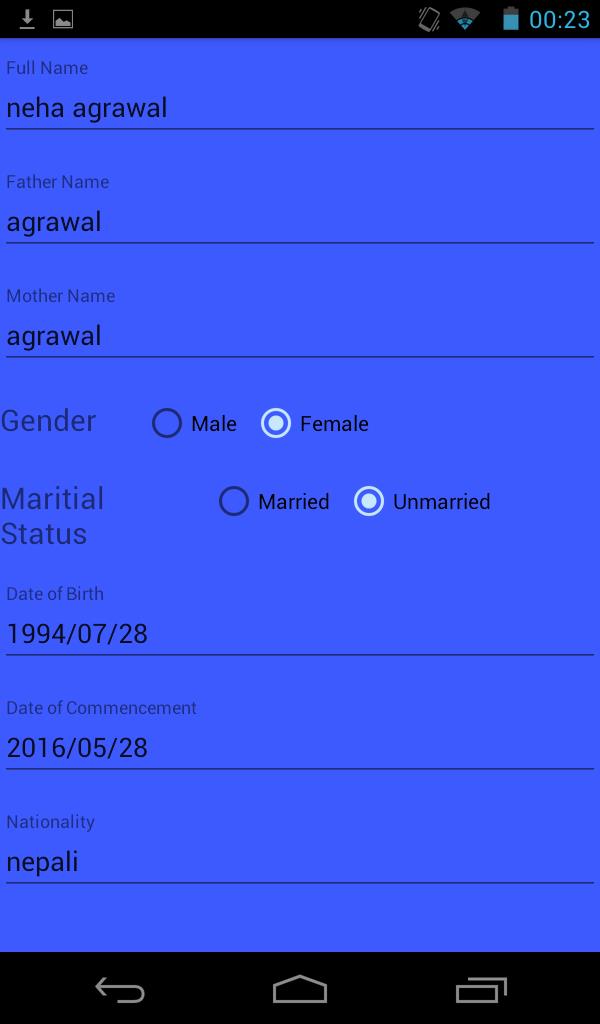 00:23
Full Name
neha agrawal
Father Name
agrawal
Mother Name
agrawal
Gender Male Female
Maritial Married Unmarried
Status
Date of Birth
1994/07/28
Date of Commencement
2016/05/28
Nationality
nepali